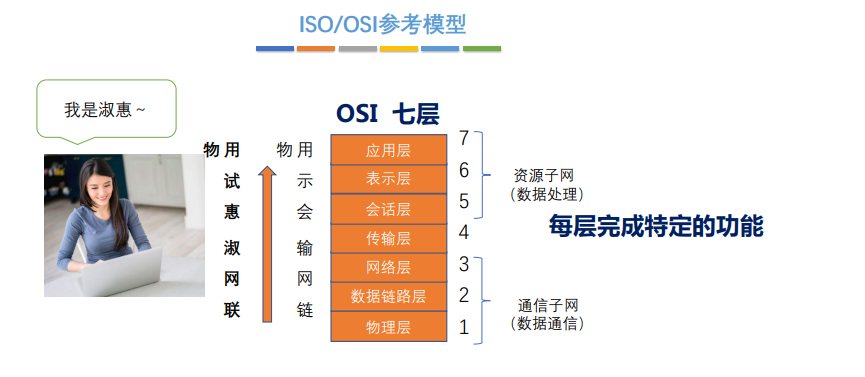 ISO/OSI参考模型
我是淑惠~
OSI 七层
物 用 物 用 应用层 7
试 示 表示层 6
惠 会 会话层 5
淑 输 传输层 4
网 网 网络层 3
联 链 数据链路层 2
物理层 1
资源子网
（数据处理）
每层完成特定的功能
通信子网
（数据通信）